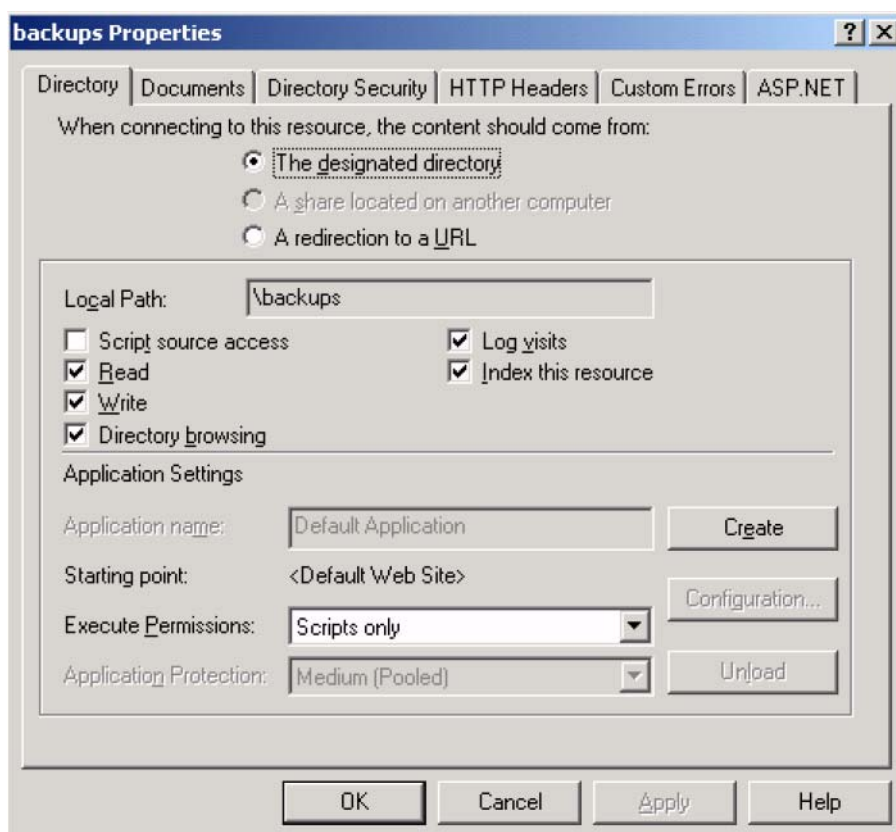 backups Properties
Directory Documents Directory Security HTTP Headers Custom Errors ASP.NET
When connecting to this resource, the content should come from:
The designated directory
A share located on another computer
A redirection to a URL
Local Path: \backups
Script source access Log visits
Read Index this resource
Write
Directory browsing
Application Settings
Application name: Default Application Create
Starting point: <Default Web Site>
Configuration...
Execute Permissions: Scripts only
Application Protection: Medium (Pooled) Unload
OK Cancel Apply Help